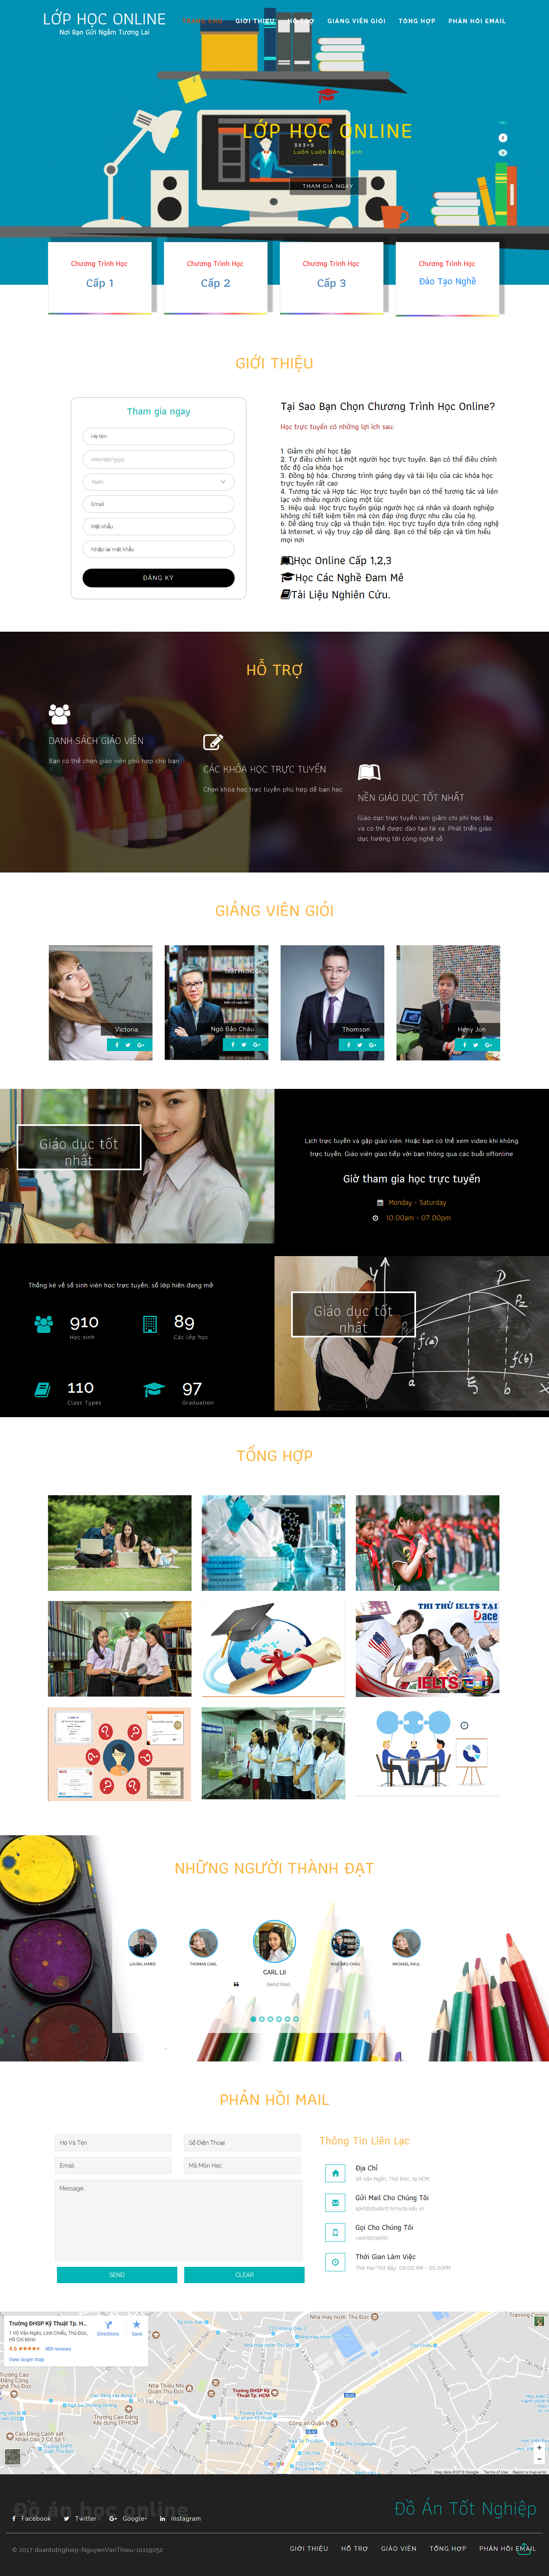 LỚP HỌC ONLINE
Nơi Bạn Gửi Ngắm Tương Lai
TRANG CHỦ
GIỚI THIỆU
HỖ TRỢ
GIẢNG VIÊN GIỎI
TỔNG HỢP
PHẢN HỒI EMAIL
LỚP HỌC ONLINE
Luôn Luôn Đồng Hành
3x3=9
THAM GIA NGAY
2
3
Chương Trình Học
Cấp 1
Chương Trình Học
Cấp 2
Chương Trình Học
Cấp 3
Chương Trình Học
Đào Tạo Nghề
GIỚI THIỆU
Tham gia ngay
Họ tên
mm/dd/yyyy
Nam
Email
Mật khẩu
Nhập lại mật khẩu
ĐĂNG KÝ
Tại Sao Bạn Chọn Chương Trình Học Online?
Học trực tuyến có những lợi ích sau:
1. Giảm chi phí học tập
2. Tự điều chỉnh: Là một người học trực tuyến. Bạn có thể điều chỉnh
tốc độ của khóa học
3. Đồng bộ hóa: Chương trình giảng dạy và tài liệu của các khóa học
trực tuyến rất cao
4. Tương tác và Hợp tác: Học trực tuyến bạn có thể tương tác và liên
lạc với nhiều người cùng một lúc
5. Hiệu quả: Học trực tuyến giúp người học cá nhân và doanh nghiệp
không chỉ tiết kiệm tiền mà còn đáp ứng được nhu cầu của họ.
6. Dễ dàng truy cập và thuận tiện: Học trực tuyến dựa trên công nghệ
là Internet, vì vậy truy cập dễ dàng. Bạn có thể tiếp cận và tìm hiểu
mọi nơi
Học Online Cấp 1,2,3
Học Các Nghề Đam Mê
Tài Liệu Nghiên Cứu.
HỖ TRỢ
DANH SÁCH GIÁO VIÊN
Bạn có thể chọn giáo viên phù hợp cho bạn
CÁC KHÓA HỌC TRỰC TUYẾN
Chọn khóa học trực tuyến phù hợp để bạn học
NỀN GIÁO DỤC TỐT NHẤT
Giáo dục trực tuyến làm giảm chi phí học tập
và có thể được đào tạo từ xa. Phát triển giáo
dục hướng tới công nghệ số
GIẢNG VIÊN GIỎI
Victoria
Ngô Bảo Châu
Thomson
Hény Jon
Giáo dục tốt
nhất
Lịch trực tuyến và gặp giáo viên. Hoặc bạn có thể xem video khi không
trực tuyến. Giáo viên giao tiếp với bạn thông qua các buổi offonline
Giờ tham gia học trực tuyến
Monday - Saturday
10.00am - 07.00pm
Thống kê về số sinh viên học trực tuyến, số lớp hiện đang mở
910
Học sinh
89
Các lớp học
110
Class Types
97
Graduation
Giáo dục tốt
nhất
TỔNG HỢP
THI THỬ IELTS TẠI
Dace
IELTS
NHỮNG NGƯỜI THÀNH ĐẠT
LAURA JAMES
THOMAS CARL
CARL LII
NGÔ BẢO CHÂU
MICHAEL PAUL
Send Mail
PHẢN HỒI MAIL
Họ Và Tên
Số Điện Thoại
Email
Mã Môn Học
Message...
SEND
CLEAR
Thông Tin Liên Lạc
Địa Chỉ
Võ Văn Ngân, Thủ Đức, tp.HCM
Gửi Mail Cho Chúng Tôi
spkt@student.hcmute.edu.vn
Gọi Cho Chúng Tôi
Thời Gian Làm Việc
Thứ Hai-Thứ Bảy: 08:00 AM - 05:00PM
Trường ĐHSP Kỹ Thuật Tp. H...
1 Võ Văn Ngân, Linh Chiểu, Thủ Đức,
Hồ Chí Minh
4.6
469 reviews
View larger map
Directions
Save
Google
Map data ©2018 Google
Terms of Use
Report a map error
Đồ án học online
Facebook
Twitter
Google+
Instagram
Đồ Án Tốt Nghiệp
© 2017 doantotnghiep-NguyenVanThieu-10119052
GIỚI THIỆU
HỖ TRỢ
GIÁO VIÊN
TỔNG HỢP
PHẢN HỒI EMAIL